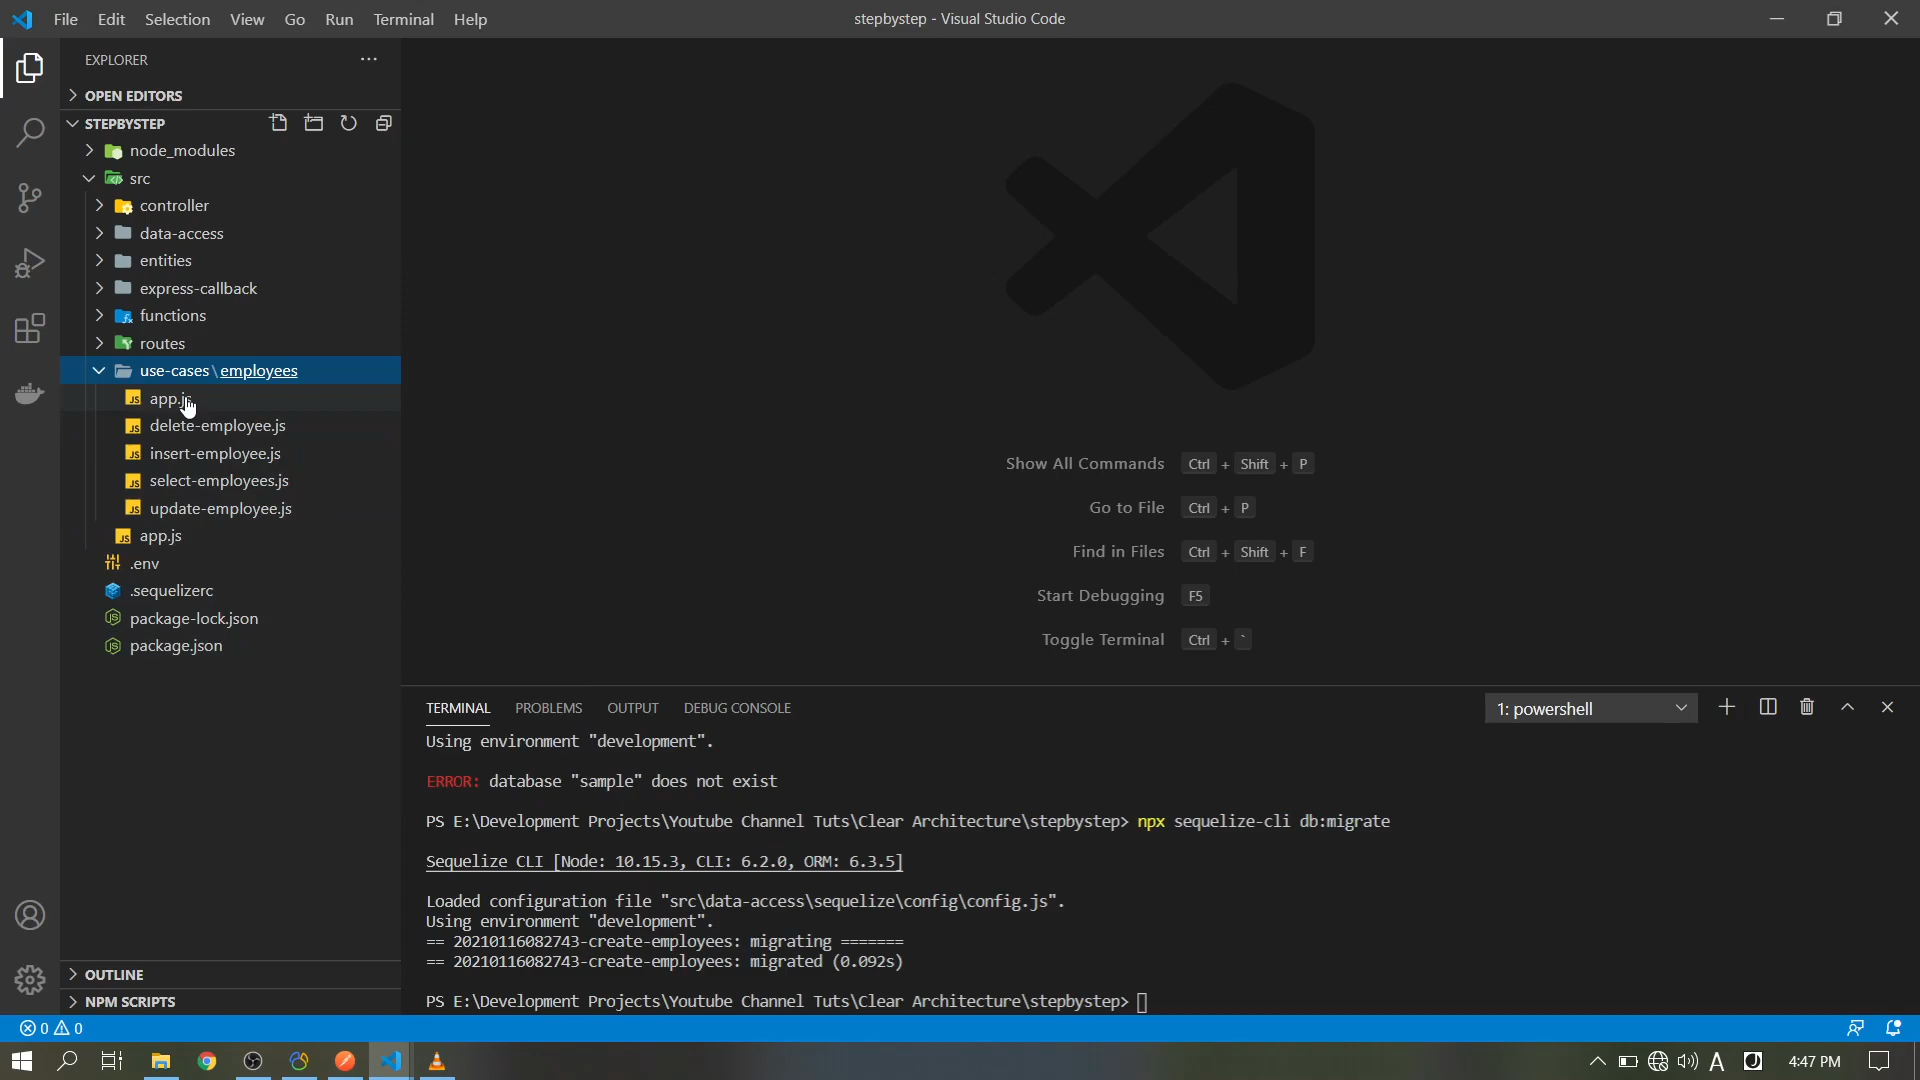 File Edit Selection View Go Run Terminal Help
stepbystep - Visual Studio Code
EXPLORER
OPEN EDITORS
STEPBYSTEP
node_modules
src
controller
data-access
entities
express-callback
functions
routes
use-cases\employees
app.js
delete-employee.js
insert-employee.js
select-employees.js
update-employee.js
app.js
.env
.sequelizerc
package-lock.json
package.json
OUTLINE
NPM SCRIPTS
Show All Commands Ctrl + Shift + P
Go to File Ctrl + P
Find in Files Ctrl + Shift + F
Start Debugging F5
Toggle Terminal Ctrl + `
TERMINAL PROBLEMS OUTPUT DEBUG CONSOLE
1: powershell
Using environment "development".
ERROR: database "sample" does not exist
PS E:\Development Projects\Youtube Channel Tuts\Clear Architecture\stepbystep> npx sequelize-cli db:migrate
Sequelize CLI [Node: 10.15.3, CLI: 6.2.0, ORM: 6.3.5]
Loaded configuration file "src\data-access\sequelize\config\config.js".
Using environment "development".
== 20210116082743-create-employees: migrating =======
== 20210116082743-create-employees: migrated (0.092s)
PS E:\Development Projects\Youtube Channel Tuts\Clear Architecture\stepbystep>
0 0
A
4:47 PM